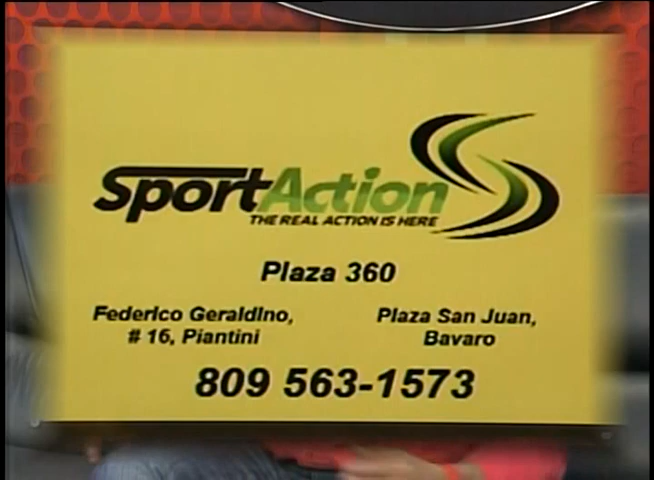 SportAction
THE REAL ACTION IS HERE
Plaza 360
Federico Geraldino,
# 16, Piantini
Plaza San Juan,
Bavaro
809 563-1573